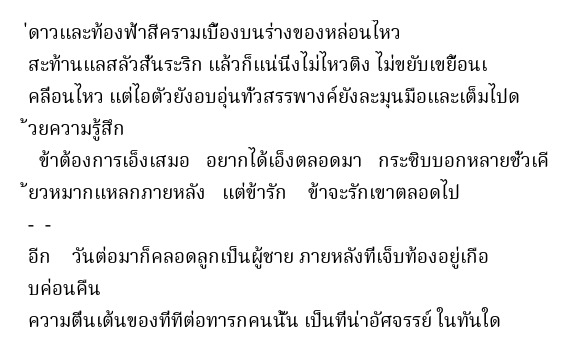 ่ดาวและท้องฟ้าสีครามเบื้องบนร่างของหล่อนไหว
สะท้านแลสลัวสั่นระริก แล้วก็แน่นิ่งไม่ไหวติง ไม่ขยับเขยื้อนเ
คลื่อนไหว แต่ไอตัวยังอบอุ่นทั่วสรรพางค์ยังละมุนมือและเต็มไปด
้วยความรู้สึก
ข้าต้องการเอ็งเสมอ อยากได้เอ็งตลอดมา กระซิบบอกหลายชั่วเคี
้ยวหมากแหลกภายหลัง แต่ข้ารัก ข้าจะรักเขาตลอดไป
- -
อีก วันต่อมาก็คลอดลูกเป็นผู้ชาย ภายหลังที่เจ็บท้องอยู่เกือ
บค่อนคืน
ความตื่นเต้นของทีทีต่อทารกคนนั้น เป็นที่น่าอัศจรรย์ ในทันใด